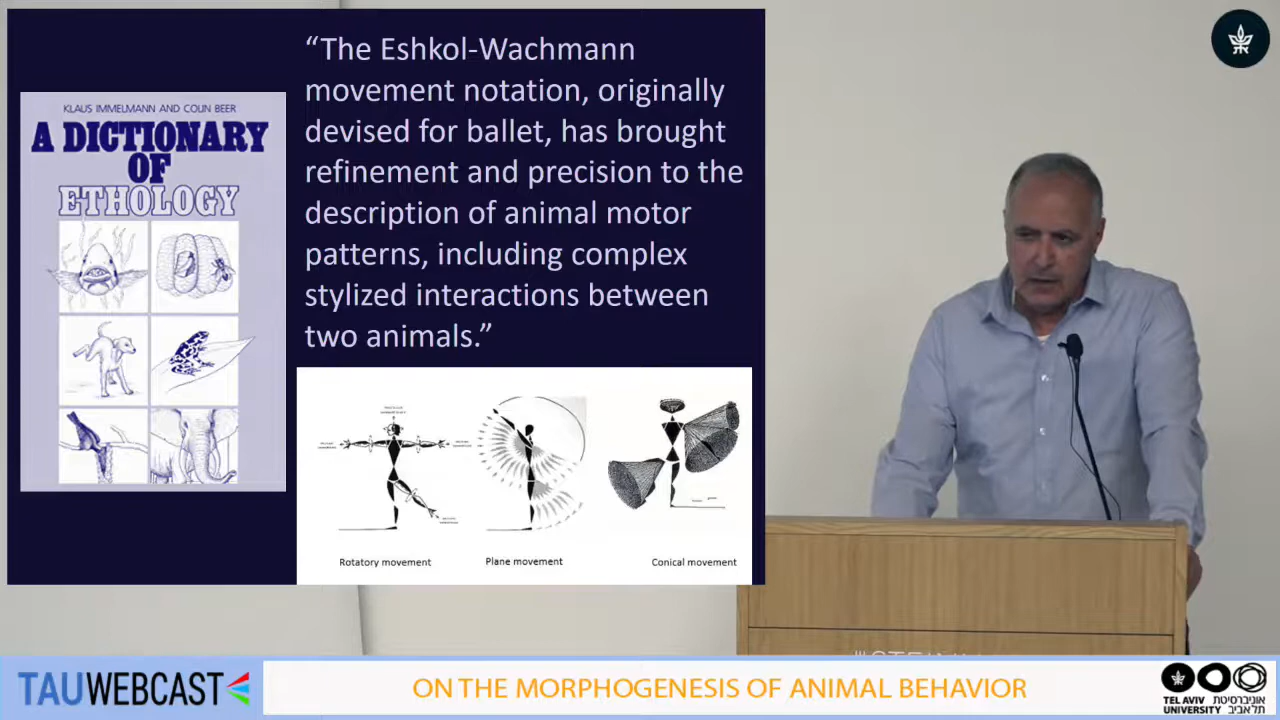 KLAUS IMMELMANN AND COLIN BEER
A DICTIONARY
OF
ETHOLOGY
“The Eshkol-Wachmann
movement notation, originally
devised for ballet, has brought
refinement and precision to the
description of animal motor
patterns, including complex
stylized interactions between
two animals.”
Rotatory movement
Plane movement
Conical movement
TAUWEBCAST
ON THE MORPHOGENESIS OF ANIMAL BEHAVIOR
TEL AVIV אוניברסיטת
UNIVERSITY תל אביב